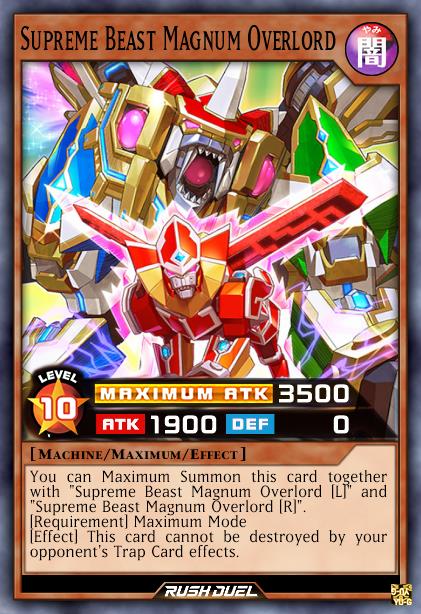 Supreme Beast Magnum Overlord
やみ
闇
LEVEL
10
MAXIMUM ATK 3500
ATK 1900 DEF 0
[Machine/Maximum/Effect]
You can Maximum Summon this card together
with "Supreme Beast Magnum Overlord [L]" and
"Supreme Beast Magnum Overlord [R]".
[Requirement] Maximum Mode
[Effect] This card cannot be destroyed by your
opponent's Trap Card effects.
RUSH DUEL